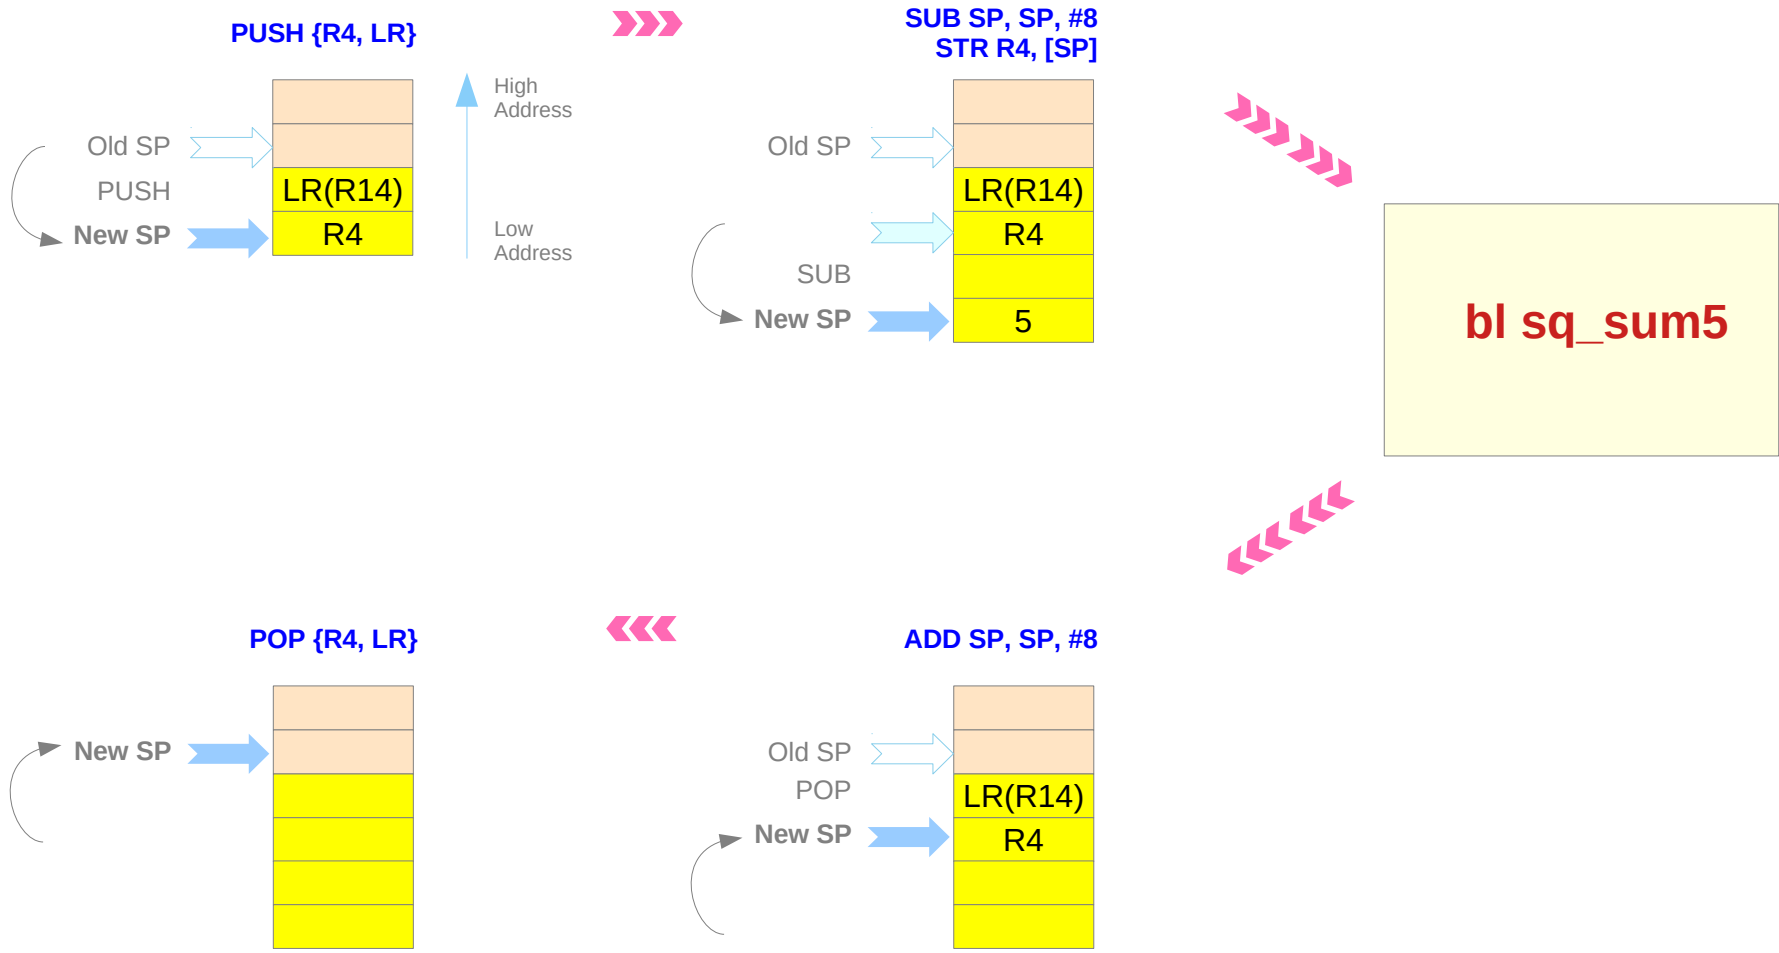 PUSH {R4, LR}
High
Address
Old SP
PUSH
LR(R14)
New SP
R4
Low
Address
SUB SP, SP, #8
STR R4, [SP]
Old SP
LR(R14)
R4
SUB
New SP
5
bl sq_sum5
POP {R4, LR}
New SP
ADD SP, SP, #8
Old SP
POP
LR(R14)
New SP
R4